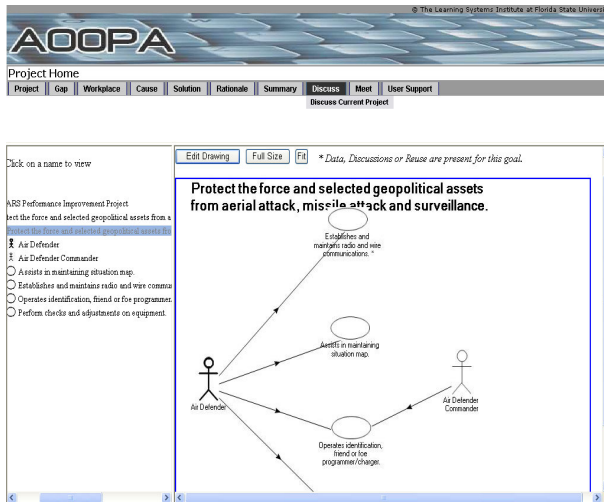 © The Learning Systems Institute at Florida State Universi
AOOPA
Project Home
Project Gap Workplace Cause Solution Rationale Summary Discuss Meet User Support
Discuss Current Project
Click on a name to view
Edit Drawing Full Size Fit * Data, Discussions or Reuse are present for this goal.
ARS Performance Improvement Project
tect the force and selected geopolitical assets from a
Protect the force and selected geopolitical assets fro
Air Defender
Air Defender Commander
Assists in maintaining situation map.
Establishes and maintains radio and wire commu
Operates identification, friend or foe programmer.
Perform checks and adjustments on equipment.
Protect the force and selected geopolitical assets
from aerial attack, missile attack and surveillance.
Establishes and
maintains radio and wire
communications. *
Assists in maintaining
situation map.
Air Defender
Air Defender
Commander
Operates identification,
friend or foe
programmer/charger.